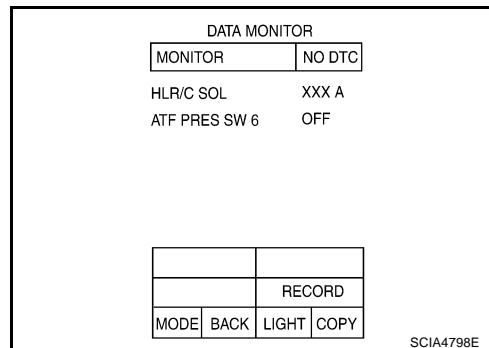 DATA MONITOR
MONITOR NO DTC
HLR/C SOL XXX A
ATF PRES SW 6 OFF
RECORD
MODE BACK LIGHT COPY
SCIA4798E